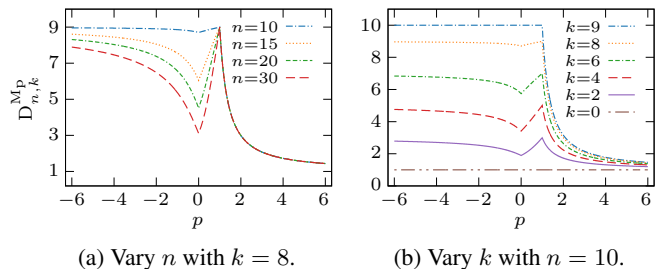 9
7
5
3
1
D^{M_p}_{n,k}
n=10
n=15
n=20
n=30
−6 −4 −2 0 2 4 6
p
(a) Vary n with k = 8.
10
8
6
4
2
0
k=9
k=8
k=6
k=4
k=2
k=0
−6 −4 −2 0 2 4 6
p
(b) Vary k with n = 10.